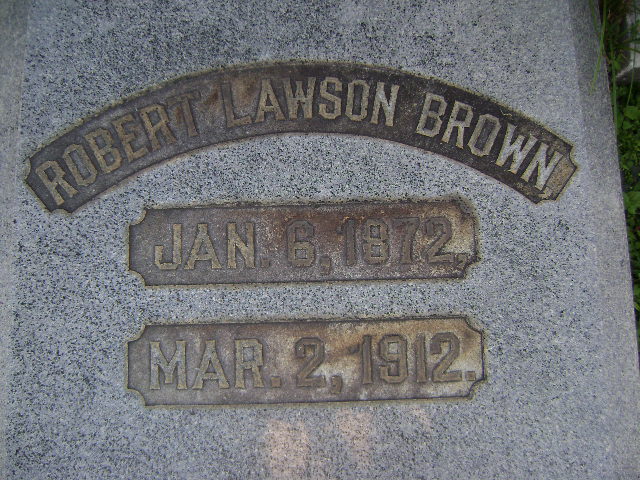 ROBERT LAWSON BROWN
JAN. 6, 1872.
MAR. 2, 1912.